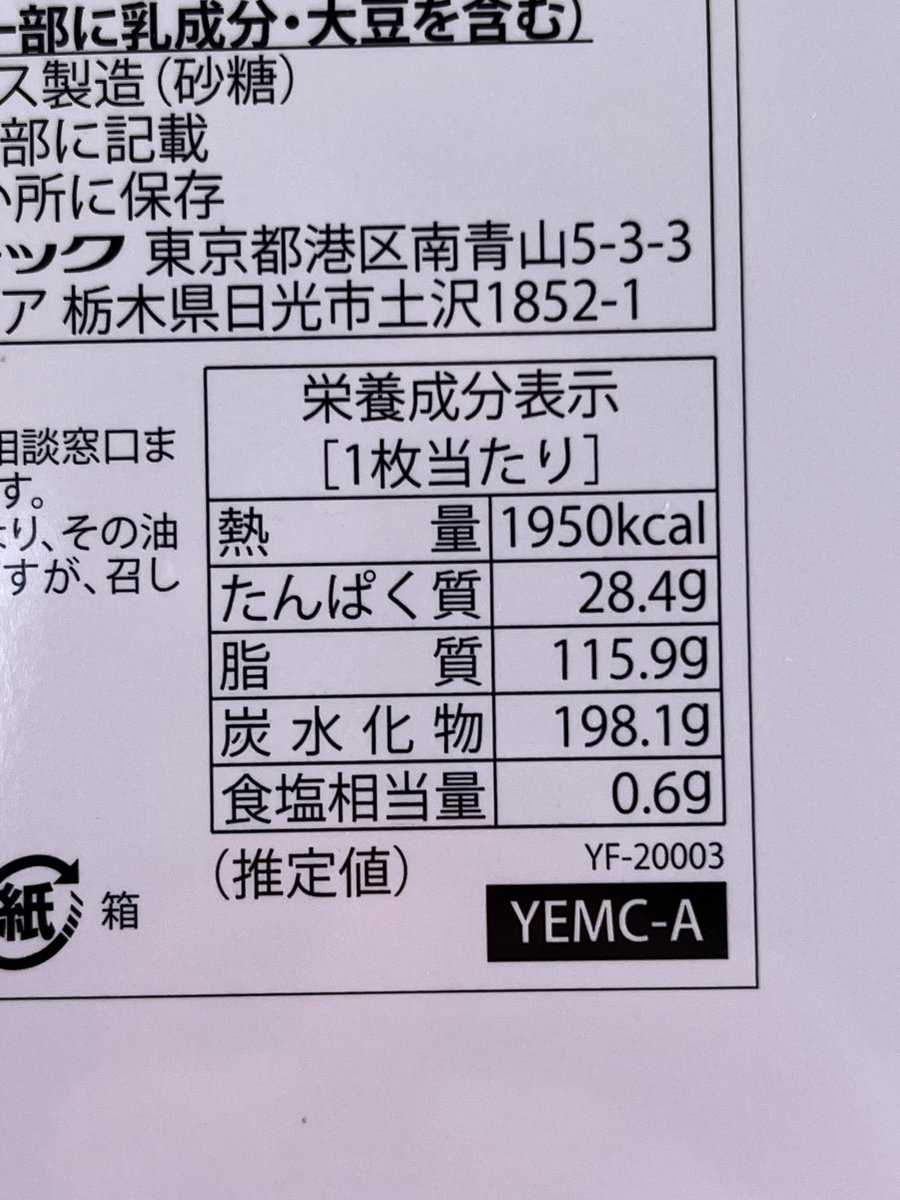 一部に乳成分・大豆を含む)
ス製造(砂糖)
部に記載
い所に保存
ック 東京都港区南青山5-3-3
ア 栃木県日光市土沢1852-1
相談窓口ま
す。
より、その油
すが、召し
栄養成分表示
[1枚当たり]
熱量 1950kcal
たんぱく質 28.4g
脂質 115.9g
炭水化物 198.1g
食塩相当量 0.6g
(推定値)
YF-20003
YEMC-A
紙 箱